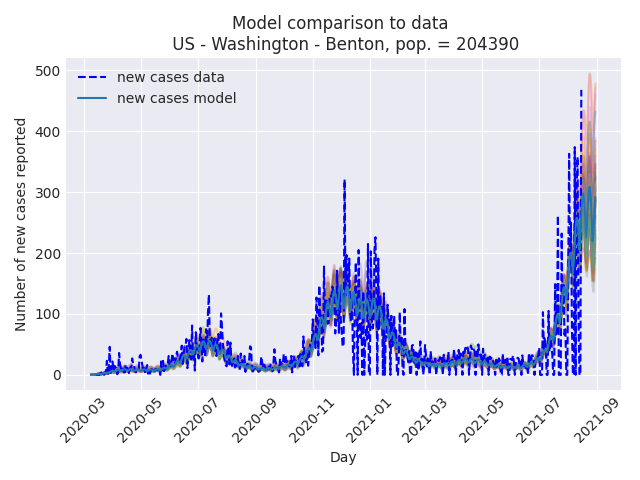 Model comparison to data
US - Washington - Benton, pop. = 204390
new cases data
new cases model
Number of new cases reported
500
400
300
200
100
0
2020-03
2020-05
2020-07
2020-09
2020-11
2021-01
2021-03
2021-05
2021-07
2021-09
Day